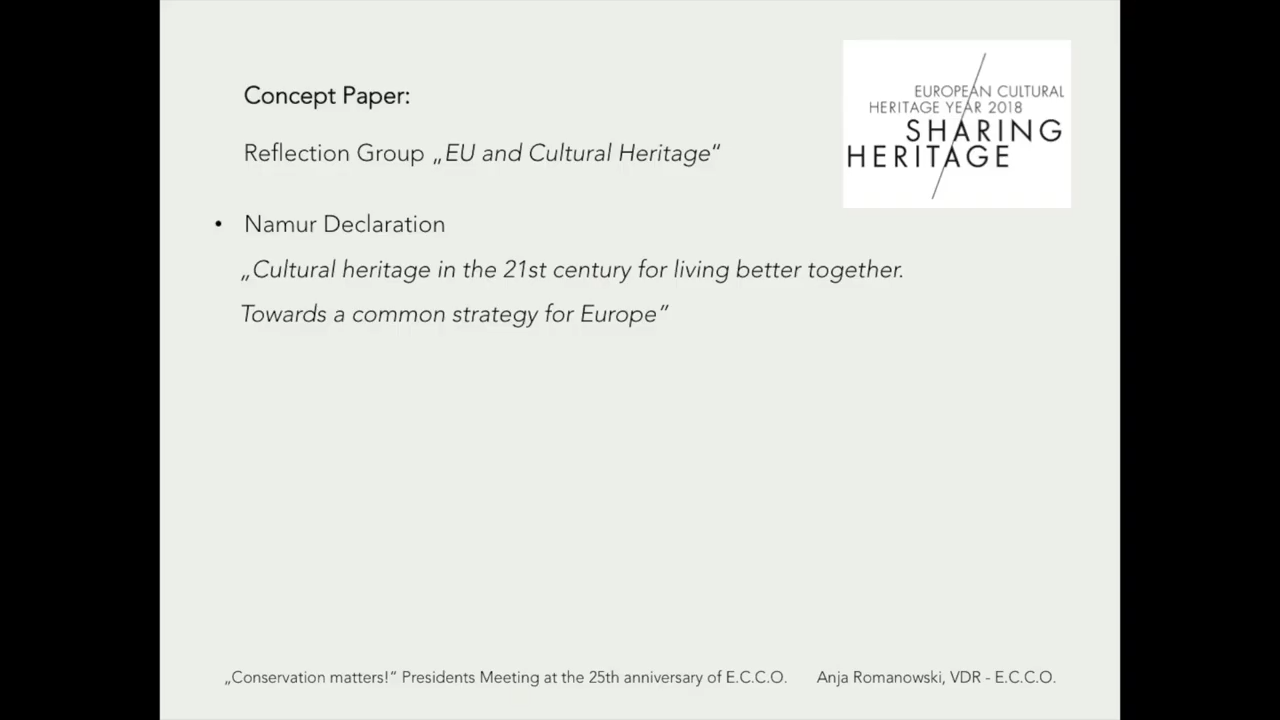 Concept Paper:
EUROPEAN CULTURAL
HERITAGE YEAR 2018
SHARING
HERITAGE
Reflection Group „EU and Cultural Heritage“
• Namur Declaration
„Cultural heritage in the 21st century for living better together.
Towards a common strategy for Europe”
„Conservation matters!“ Presidents Meeting at the 25th anniversary of E.C.C.O. Anja Romanowski, VDR - E.C.C.O.